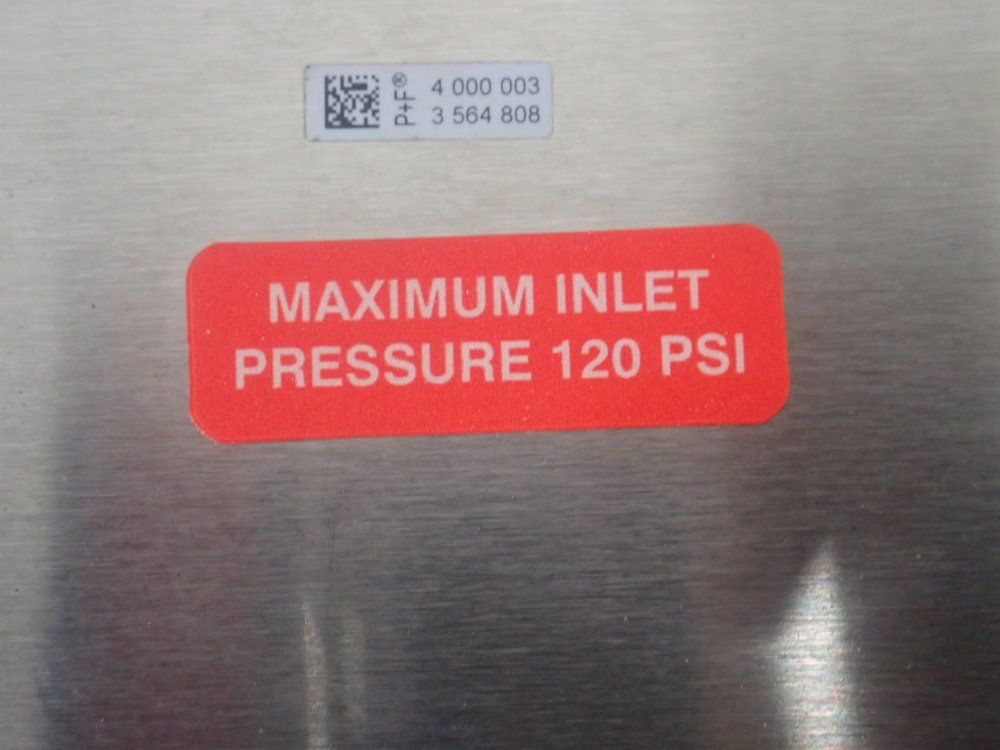 P+F®
4 000 003
3 564 808
MAXIMUM INLET
PRESSURE 120 PSI